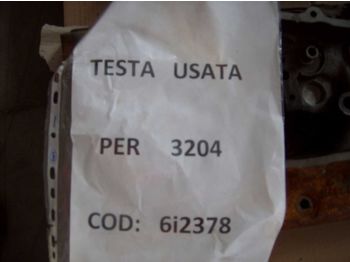 TESTA USATA
PER 3204
COD: 6i2378